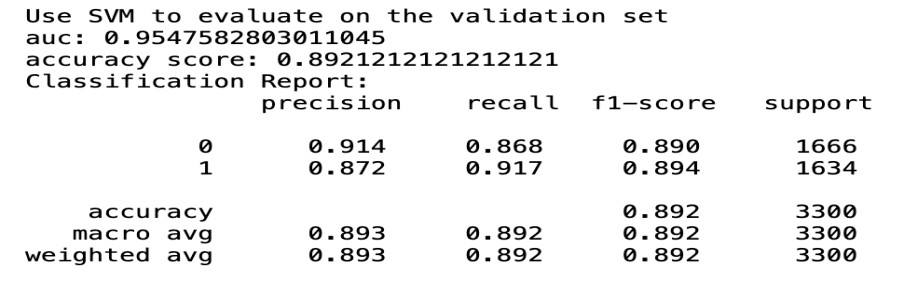 Use SVM to evaluate on the validation set
auc: 0.9547582803011045
accuracy score: 0.8921212121212121
Classification Report:
precision recall f1-score support
0 0.914 0.868 0.890 1666
1 0.872 0.917 0.894 1634
accuracy 0.892 3300
macro avg 0.893 0.892 0.892 3300
weighted avg 0.893 0.892 0.892 3300